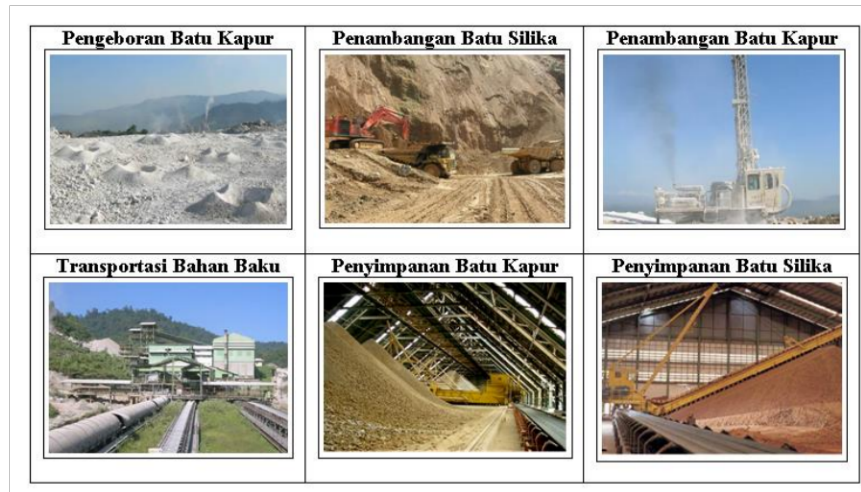 Pengeboran Batu Kapur
Penambangan Batu Silika
Penambangan Batu Kapur
Transportasi Bahan Baku
Penyimpanan Batu Kapur
Penyimpanan Batu Silika